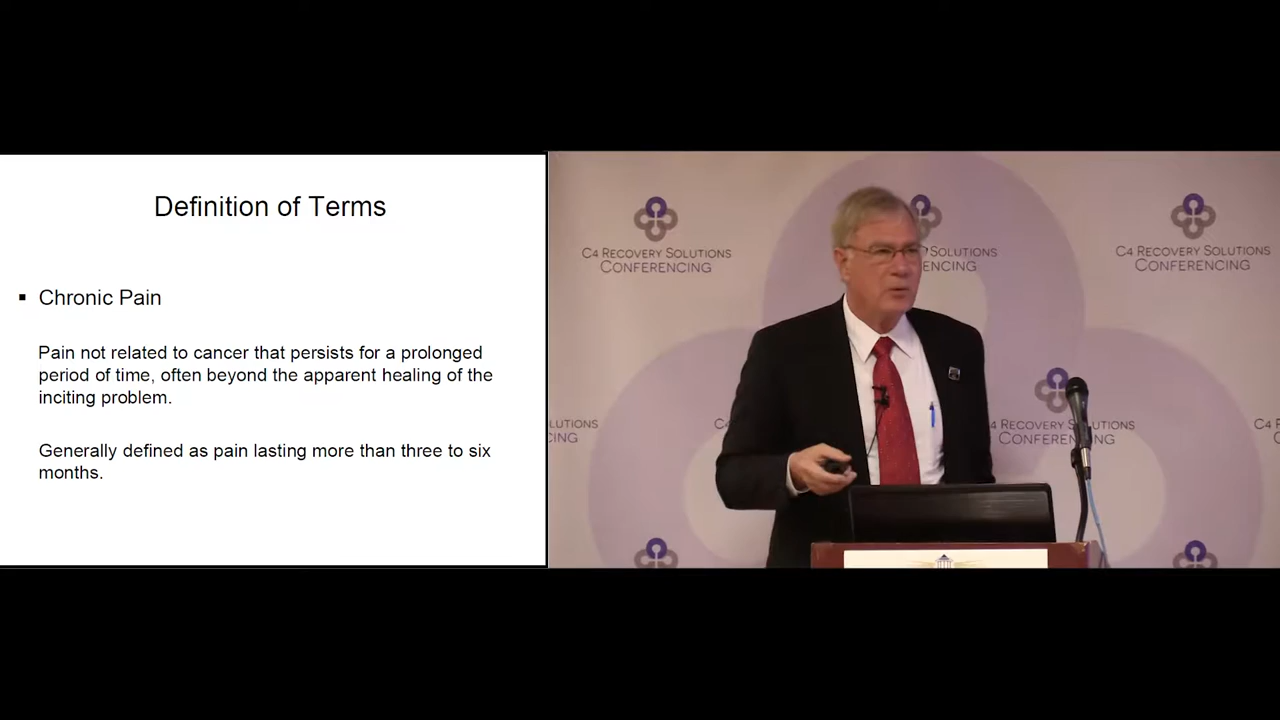 Definition of Terms
▪ Chronic Pain
Pain not related to cancer that persists for a prolonged
period of time, often beyond the apparent healing of the
inciting problem.
Generally defined as pain lasting more than three to six
months.
C4 RECOVERY SOLUTIONS
CONFERENCING
RECOVERY SOLUTIONS
C4 RECOVERY SOLUTIONS
CONFERENCING
RECOVERY SOLUTIONS
CONFERENCING